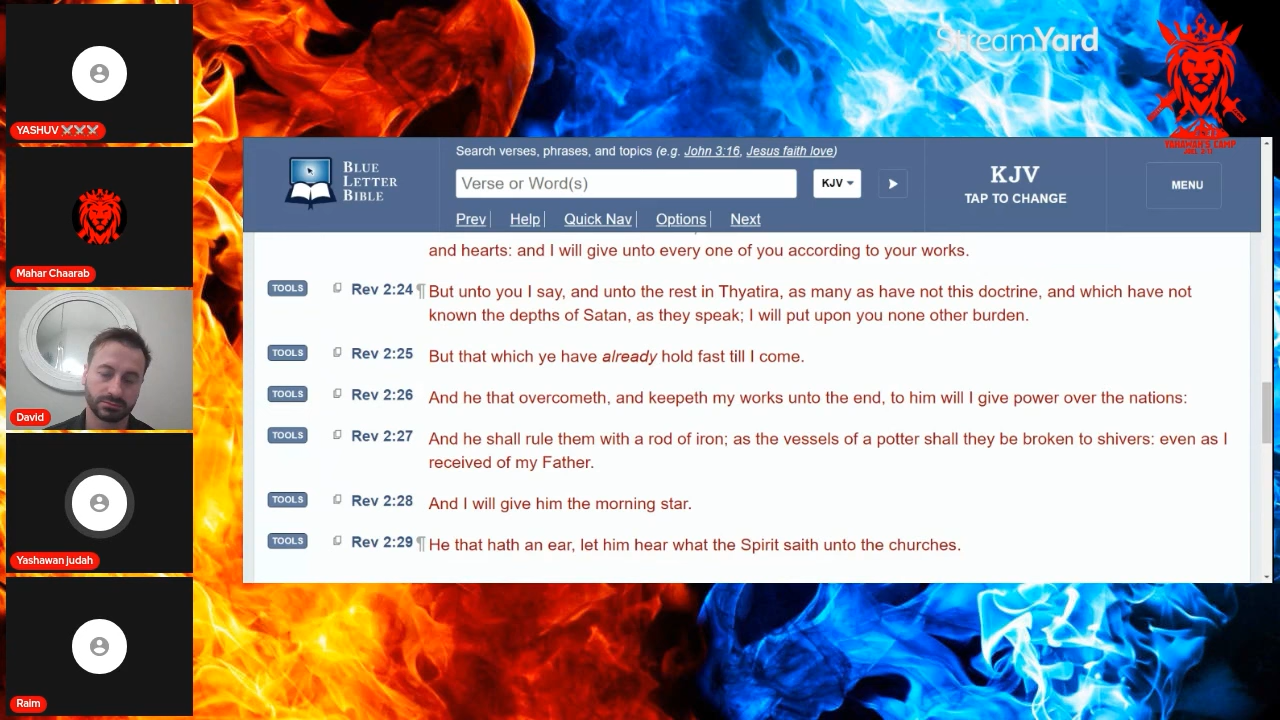 YASHUV ⚔⚔⚔
Mahar Chaarab
David
Yashawan judah
Raim
StreamYard
YAHAWAH'S CAMP
BLUE
LETTER
BIBLE
Search verses, phrases, and topics (e.g. John 3:16, Jesus faith love)
Verse or Word(s)
KJV
Prev Help Quick Nav Options Next
KJV
TAP TO CHANGE
MENU
and hearts: and I will give unto every one of you according to your works.
TOOLS Rev 2:24 ¶ But unto you I say, and unto the rest in Thyatira, as many as have not this doctrine, and which have not
known the depths of Satan, as they speak; I will put upon you none other burden.
TOOLS Rev 2:25 But that which ye have already hold fast till I come.
TOOLS Rev 2:26 And he that overcometh, and keepeth my works unto the end, to him will I give power over the nations:
TOOLS Rev 2:27 And he shall rule them with a rod of iron; as the vessels of a potter shall they be broken to shivers: even as I
received of my Father.
TOOLS Rev 2:28 And I will give him the morning star.
TOOLS Rev 2:29 ¶ He that hath an ear, let him hear what the Spirit saith unto the churches.